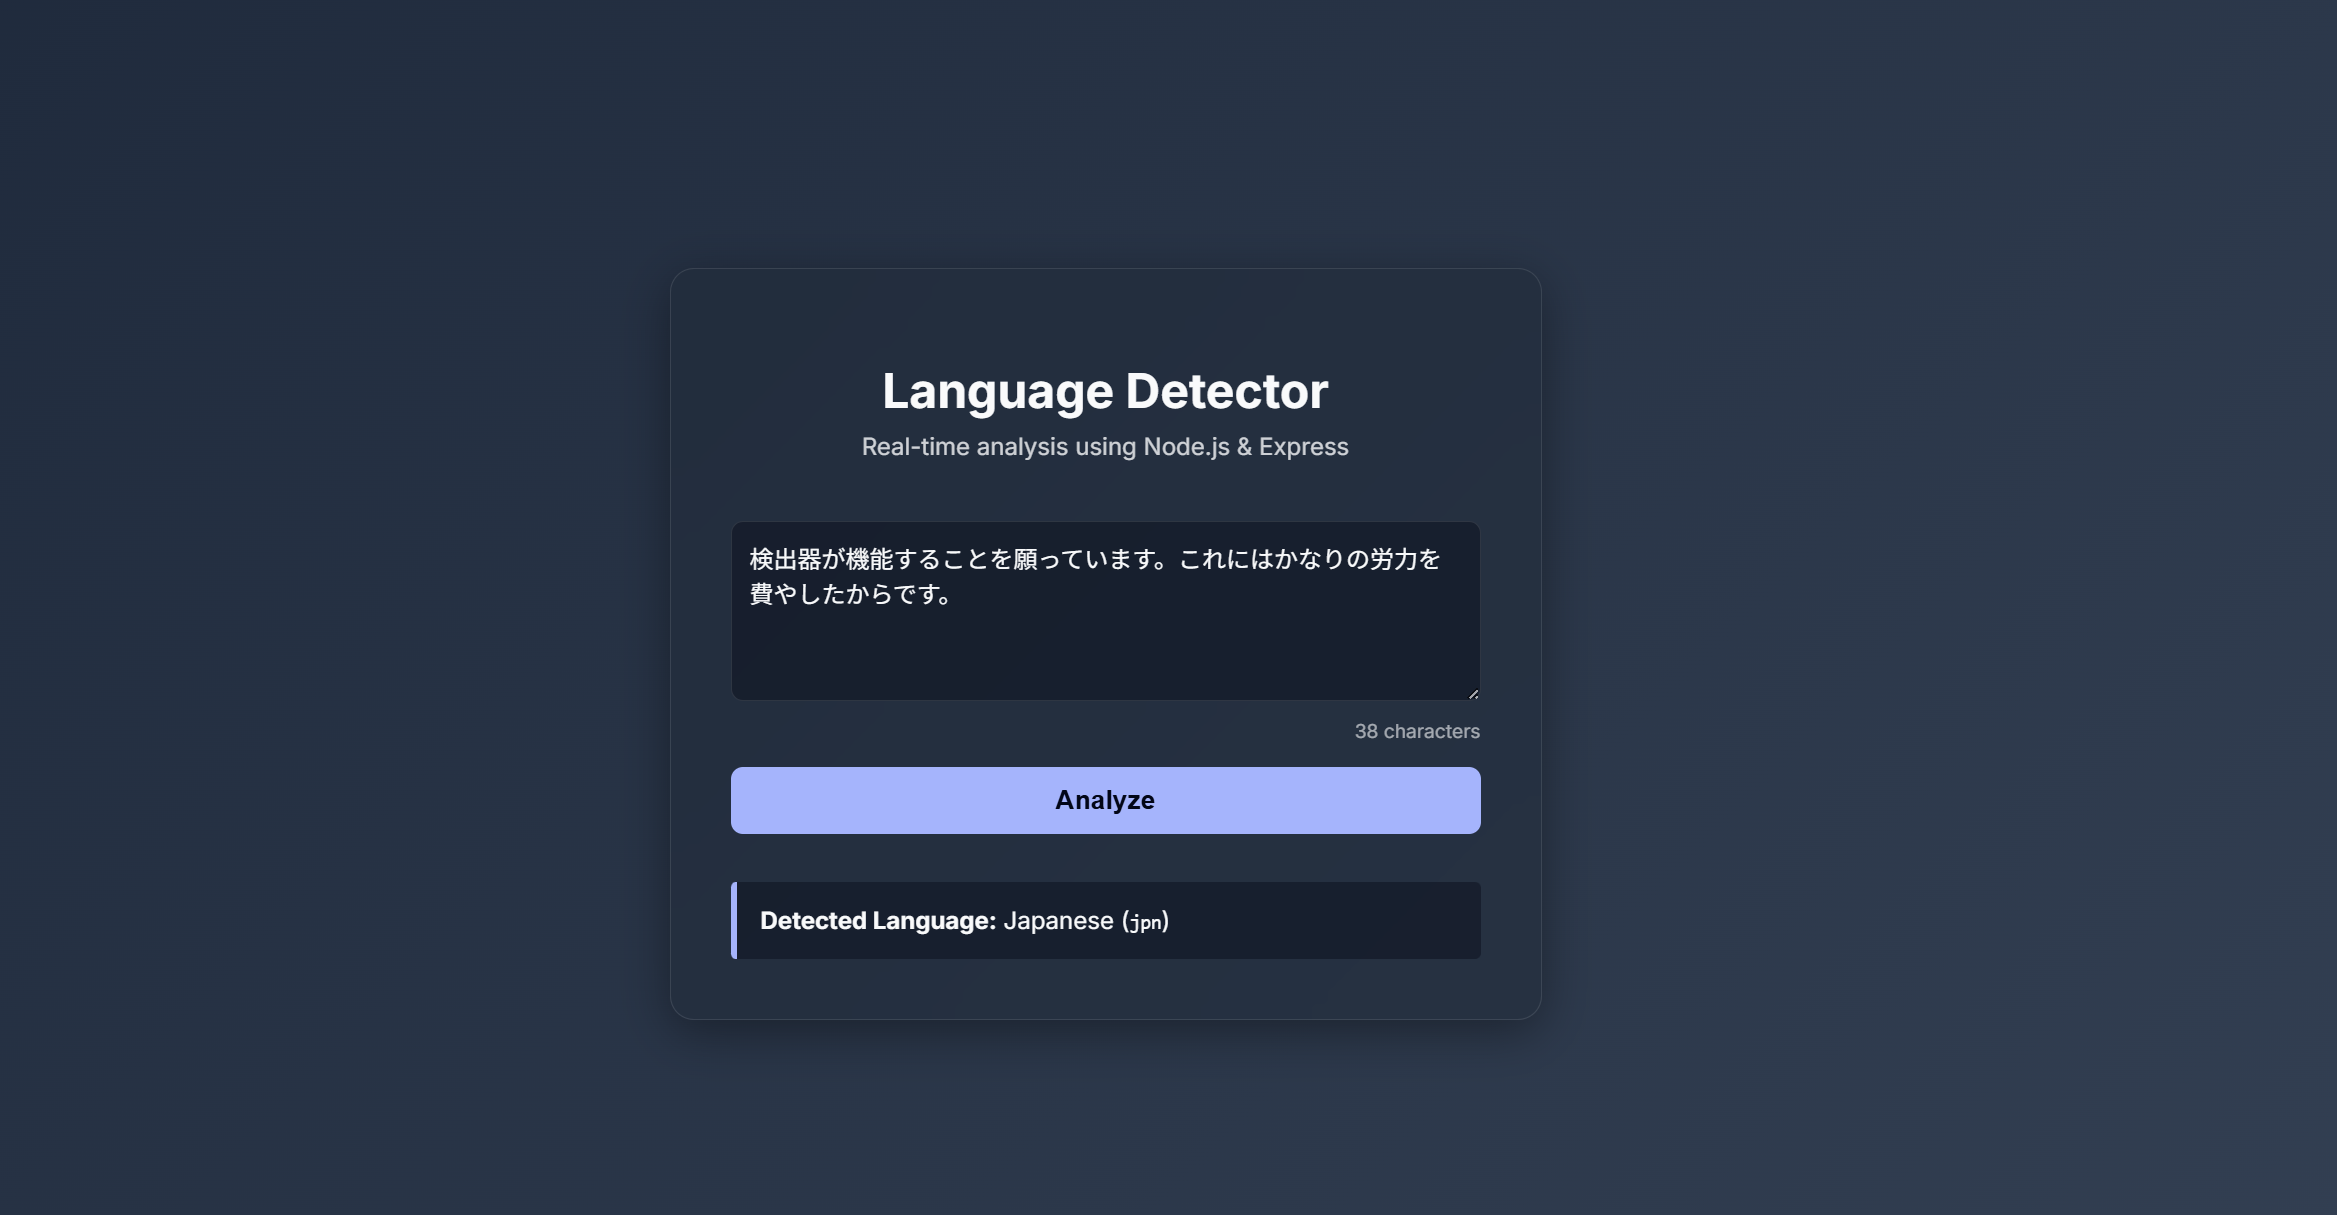 Language Detector
Real-time analysis using Node.js & Express
検出器が機能することを願っています。これにはかなりの労力を
費やしたからです。
38 characters
Analyze
Detected Language: Japanese (jpn)